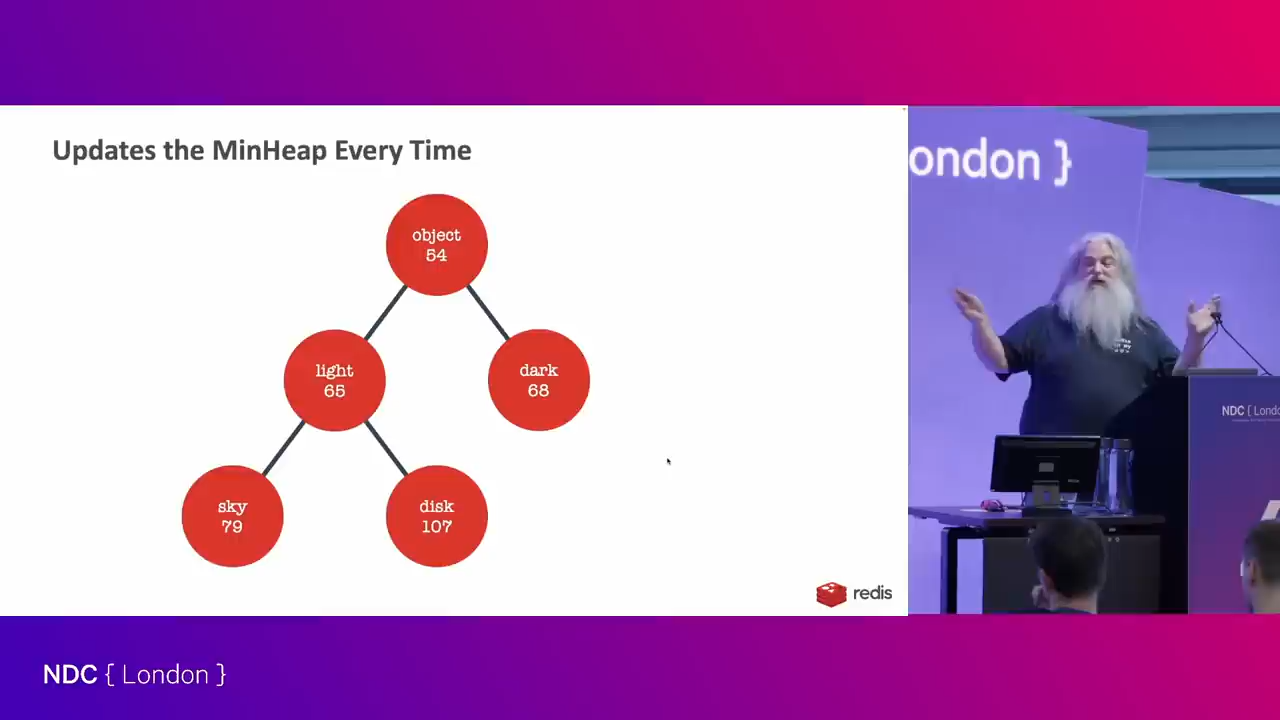 Updates the MinHeap Every Time
object
54
light
65
dark
68
sky
79
disk
107
redis
ondon }
NDC { Londo
NDC { London }